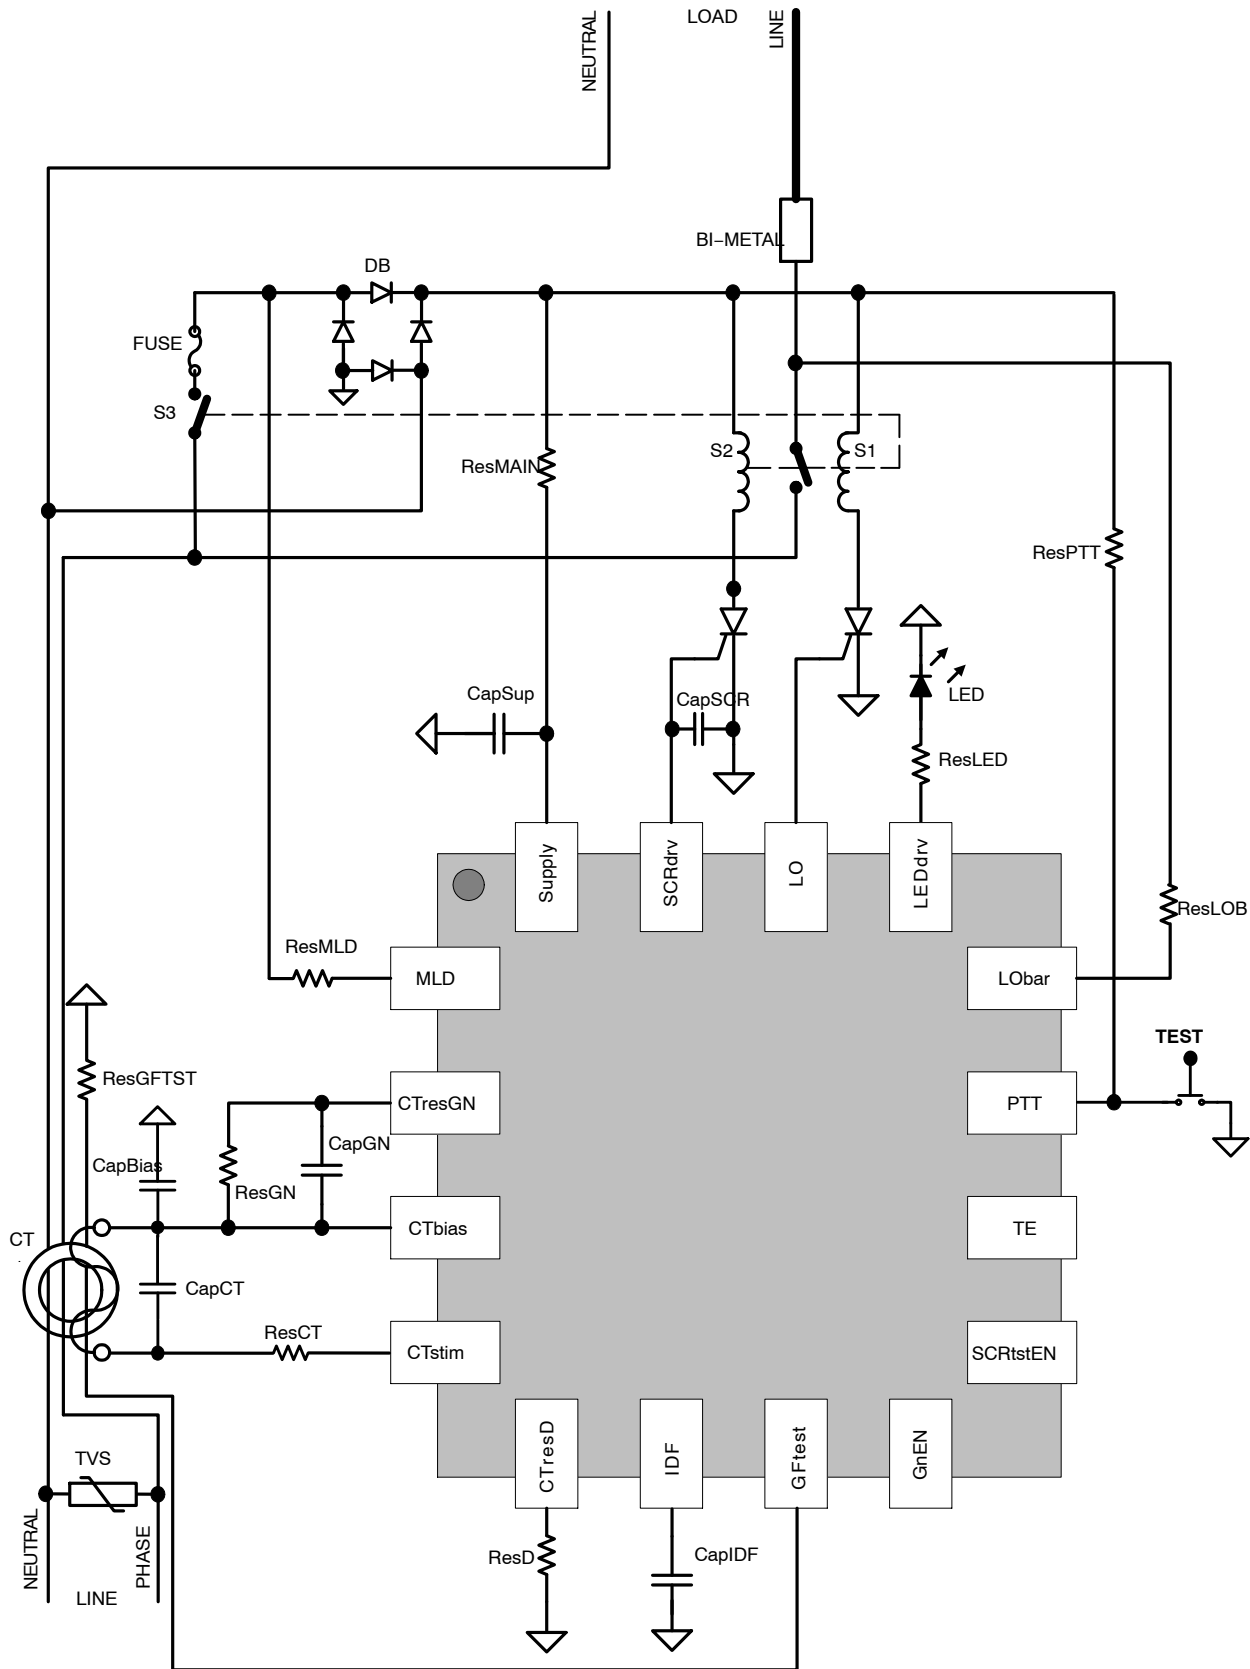 NEUTRAL
LOAD
LINE
BI−METAL
DB
FUSE
S3
S2
S1
ResMAIN
ResPTT
CapSup
CapSCR
LED
ResLED
Supply
SCRdrv
LO
LEDdrv
ResLOB
ResMLD
MLD
LObar
TEST
ResGFTST
CTresGN
PTT
CapGN
CapBias
ResGN
CTbias
TE
CT
CapCT
ResCT
CTstim
SCRtstEN
CTresD
IDF
GFtest
GnEN
TVS
NEUTRAL
PHASE
LINE
ResD
CapIDF